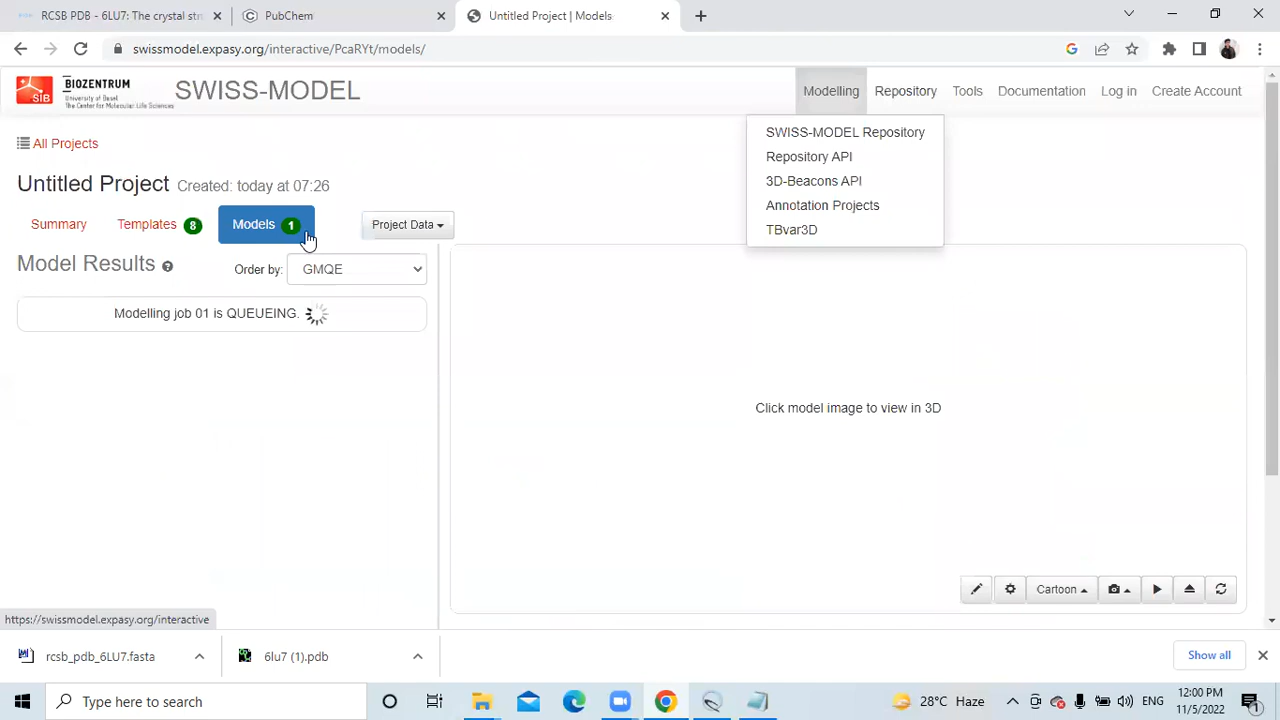 RCSB PDB - 6LU7: The crystal str
PubChem
Untitled Project | Models
swissmodel.expasy.org/interactive/PcaRYt/models/
SIB
BIOZENTRUM
University of Basel
The Center for Molecular Life Sciences
SWISS-MODEL
Modelling
Repository
Tools
Documentation
Log in
Create Account
SWISS-MODEL Repository
Repository API
3D-Beacons API
Annotation Projects
TBvar3D
All Projects
Untitled Project Created: today at 07:26
Summary
Templates 8
Models 1
Project Data
Model Results
Order by: GMQE
Modelling job 01 is QUEUEING.
Click model image to view in 3D
Cartoon
https://swissmodel.expasy.org/interactive
rcsb_pdb_6LU7.fasta
6lu7 (1).pdb
Show all
Type here to search
28°C Haze
ENG
12:00 PM
11/5/2022
1